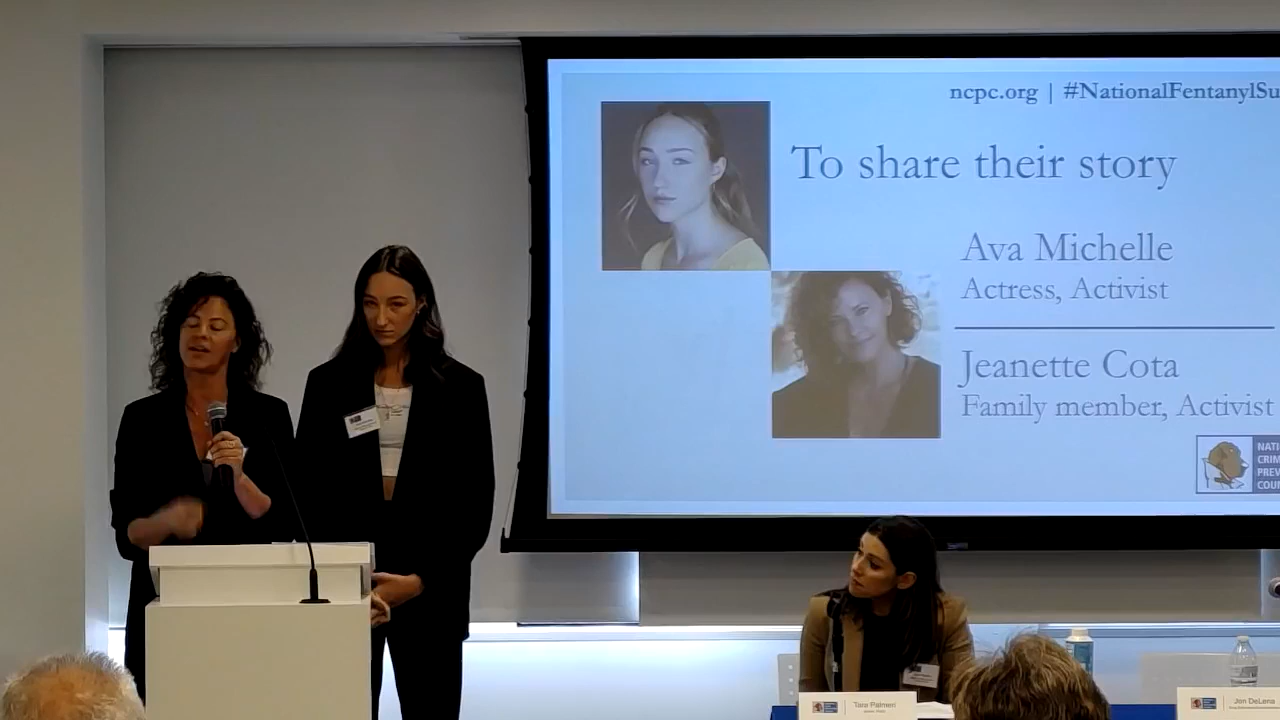 ncpc.org | #NationalFentanylSu
To share their story
Ava Michelle
Actress, Activist
Jeanette Cota
Family member, Activist
NATI
CRIM
PREV
COUN
Tara Palmeri
Jon DeLena